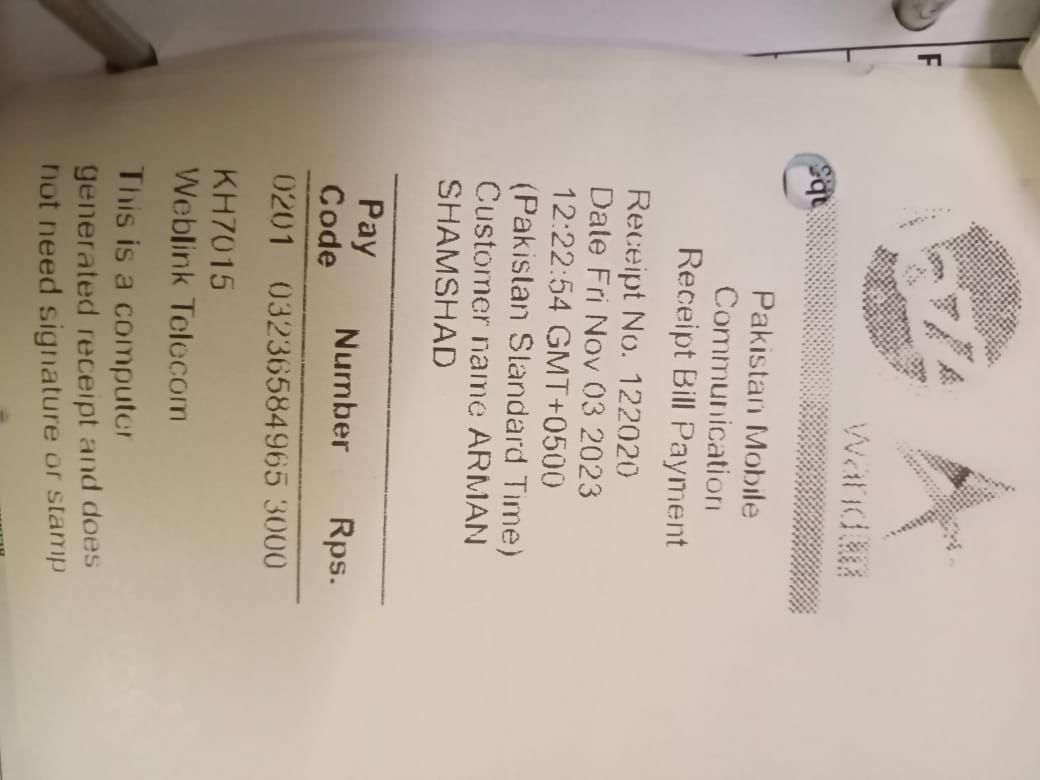 F
warid
Pakistan Mobile
Communication
Receipt Bill Payment
Receipt No. 122020
Date Fri Nov 03 2023
12:22:54 GMT+0500
(Pakistan Standard Time)
Customer name ARMAN
SHAMSHAD
Pay
Code Number Rps.
0201 03236584965 3000
KH7015
Weblink Telecom
This is a computer
generated receipt and does
not need signature or stamp